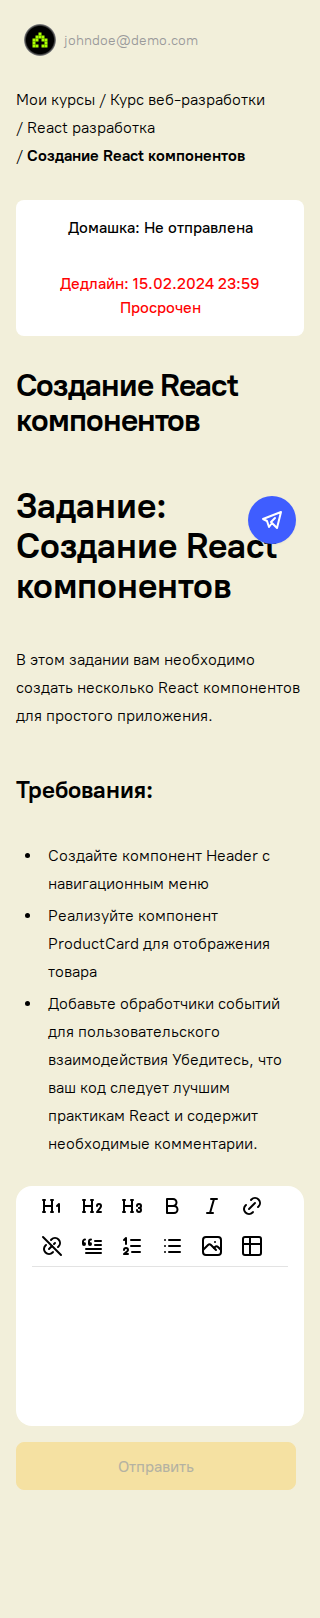 johndoe@demo.com
Мои курсы / Курс веб-разработки
/ React разработка
/ Создание React компонентов
Домашка: Не отправлена
Дедлайн: 15.02.2024 23:59
Просрочен
Создание React
компонентов
Задание:
Создание React
компонентов
В этом задании вам необходимо
создать несколько React компонентов
для простого приложения.
Требования:
Создайте компонент Header с
навигационным меню
Реализуйте компонент
ProductCard для отображения
товара
Добавьте обработчики событий
для пользовательского
взаимодействия Убедитесь, что
ваш код следует лучшим
практикам React и содержит
необходимые комментарии.
H1 H2 H3 B I
Отправить